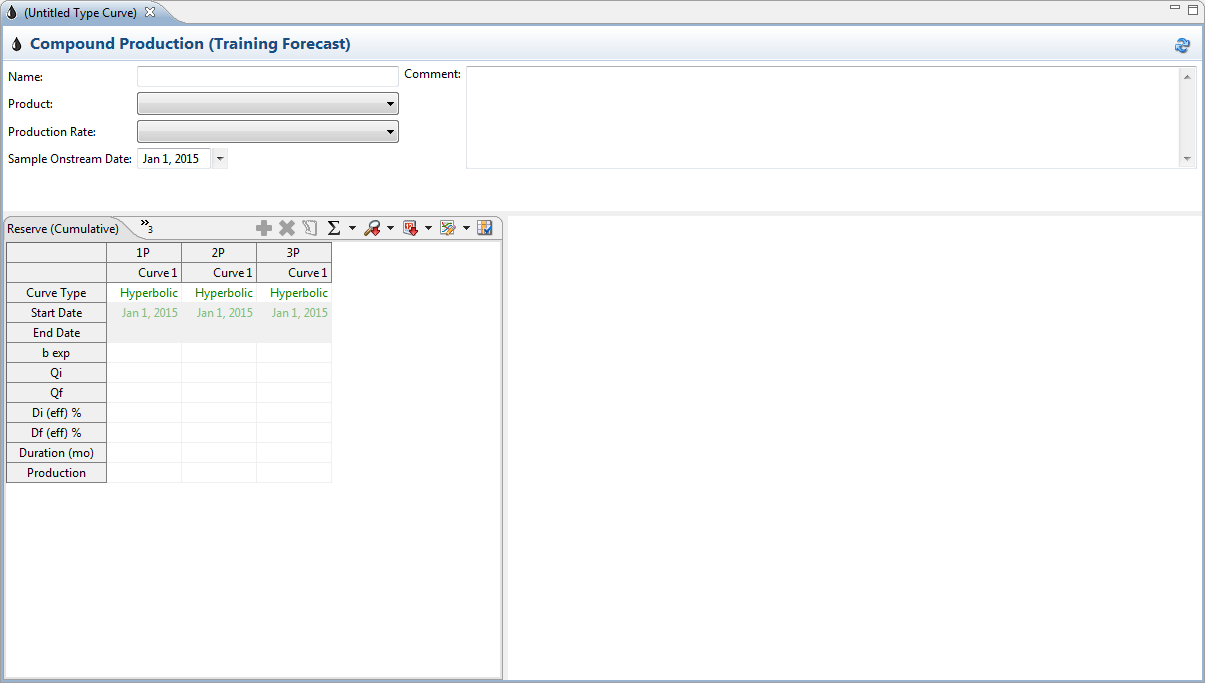 (Untitled Type Curve)
Compound Production (Training Forecast)
Name:
Comment:
Product:
Production Rate:
Sample Onstream Date: Jan 1, 2015
Reserve (Cumulative) »3 Σ
1P 2P 3P
Curve 1 Curve 1 Curve 1
Curve Type Hyperbolic Hyperbolic Hyperbolic
Start Date Jan 1, 2015 Jan 1, 2015 Jan 1, 2015
End Date
b exp
Qi
Qf
Di (eff) %
Df (eff) %
Duration (mo)
Production